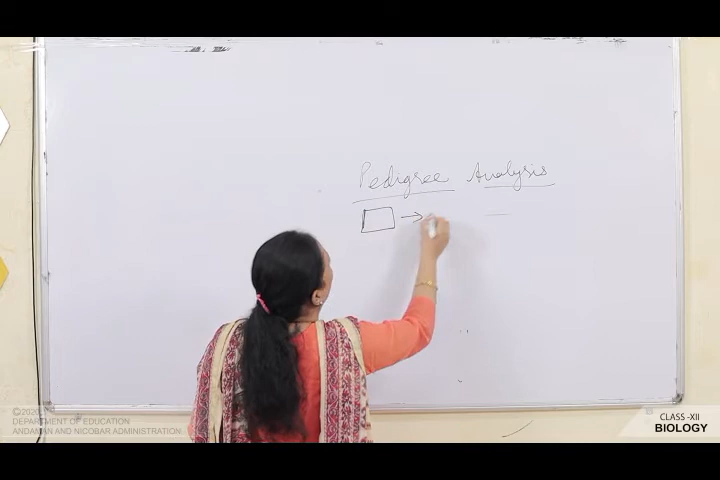 Pedigree Analysis
©2020
DEPARTMENT OF EDUCATION
ANDAMAN AND NICOBAR ADMINISTRATION
CLASS -XII
BIOLOGY